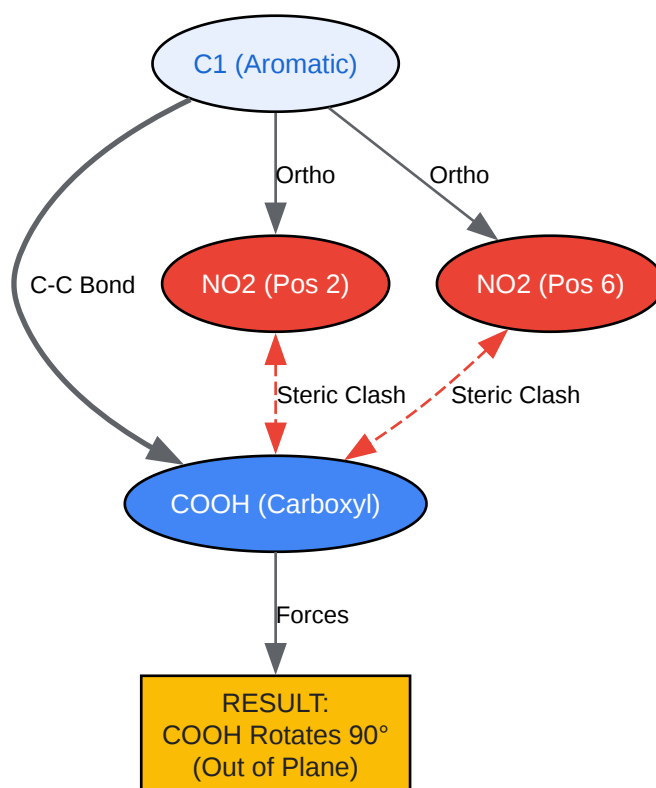 C1 (Aromatic)
Ortho
Ortho
NO2 (Pos 2)
NO2 (Pos 6)
C-C Bond
Steric Clash
Steric Clash
COOH (Carboxyl)
Forces
RESULT:
COOH Rotates 90°
(Out of Plane)